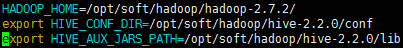 HADOOP_HOME=/opt/soft/hadoop/hadoop-2.7.2/
export HIVE_CONF_DIR=/opt/soft/hadoop/hive-2.2.0/conf
export HIVE_AUX_JARS_PATH=/opt/soft/hadoop/hive-2.2.0/lib